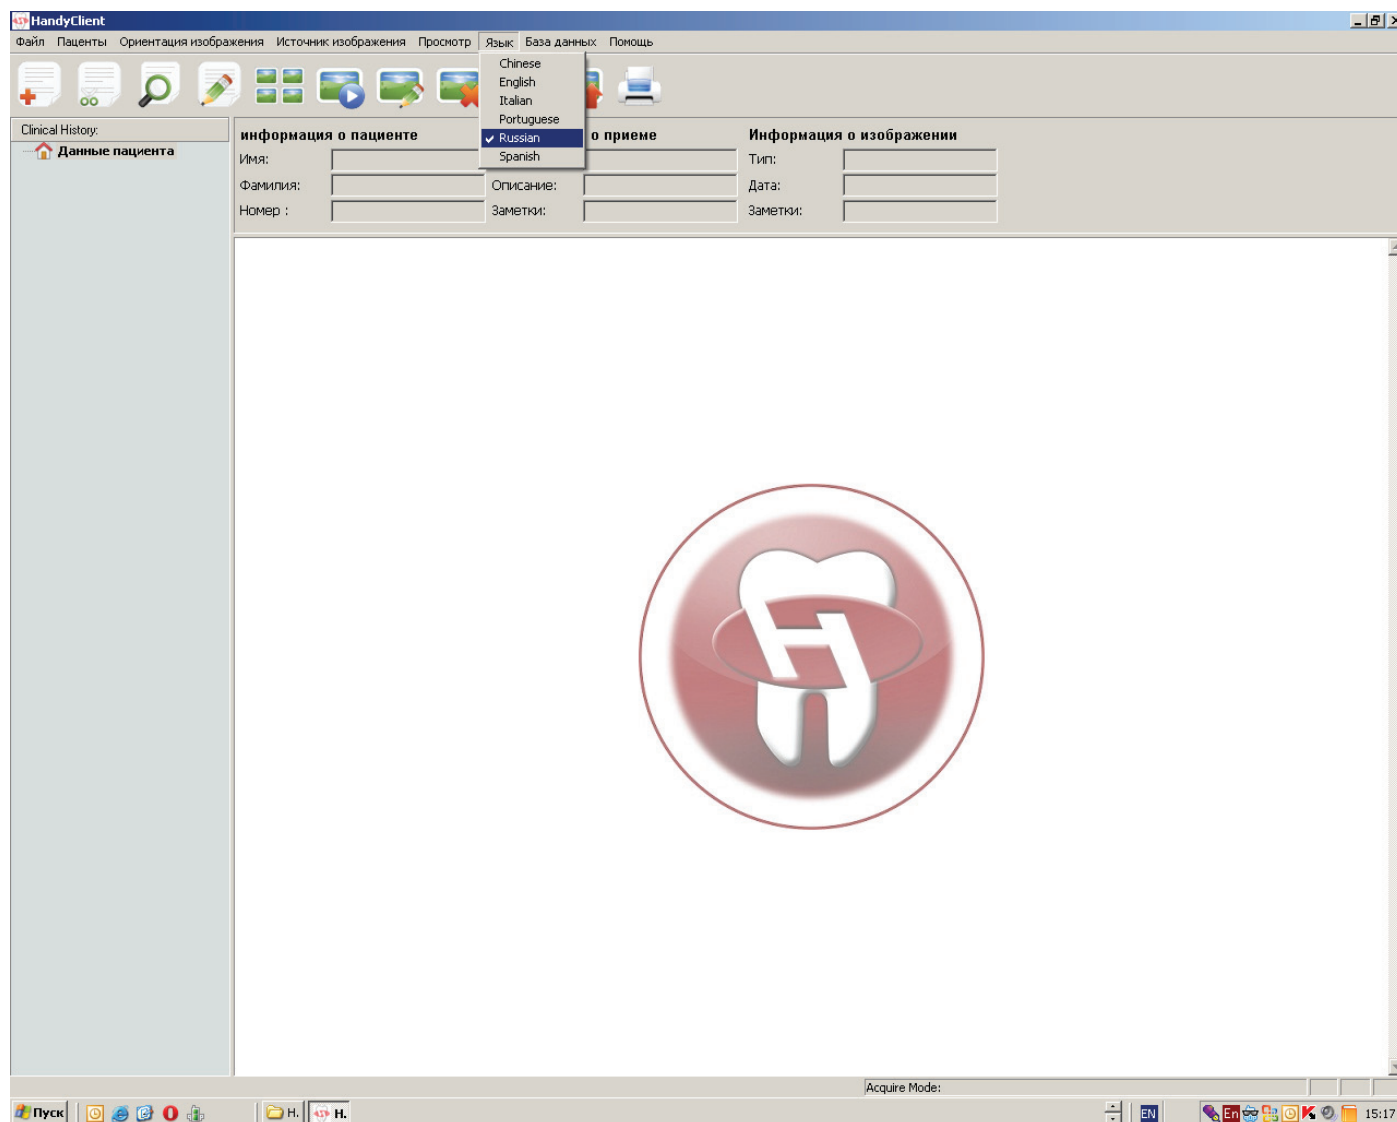 HandyClient
Файл Пациенты Ориентация изображения Источник изображения Просмотр Язык База данных Помощь
Chinese
English
Italian
Portuguese
Russian
Spanish
Clinical History:
Данные пациента
информация о пациенте
Имя:
Фамилия:
Номер :
о приеме
Описание:
Заметки:
Информация о изображении
Тип:
Дата:
Заметки:
H
Acquire Mode:
Пуск Н. Н. EN En 15:17